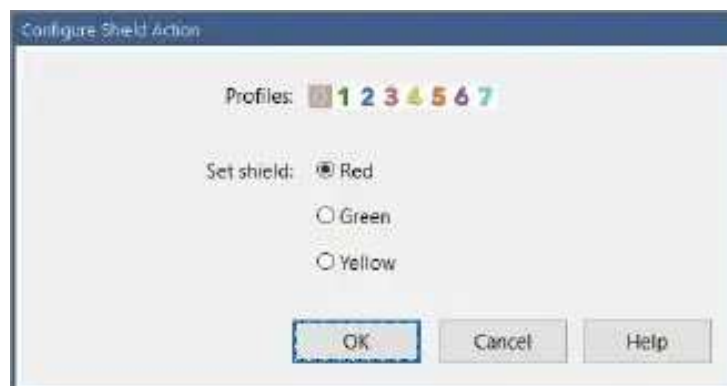 Configure Shield Action
Profiles: 1 2 3 4 5 6 7
Set shield: Red
Green
Yellow
OK Cancel Help